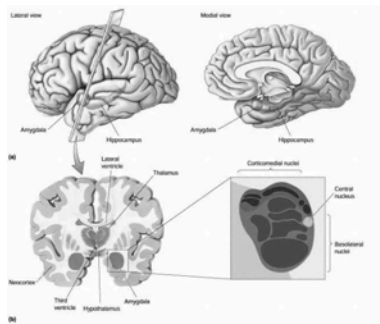 Lateral view
Medial view
Amygdala
Hippocampus
Amygdala
Hippocampus
(a)
Lateral
ventricle
Thalamus
Corticomedial nuclei
Central
nucleus
Basolateral
nuclei
Neocortex
Third
ventricle
Hypothalamus
Amygdala
(b)